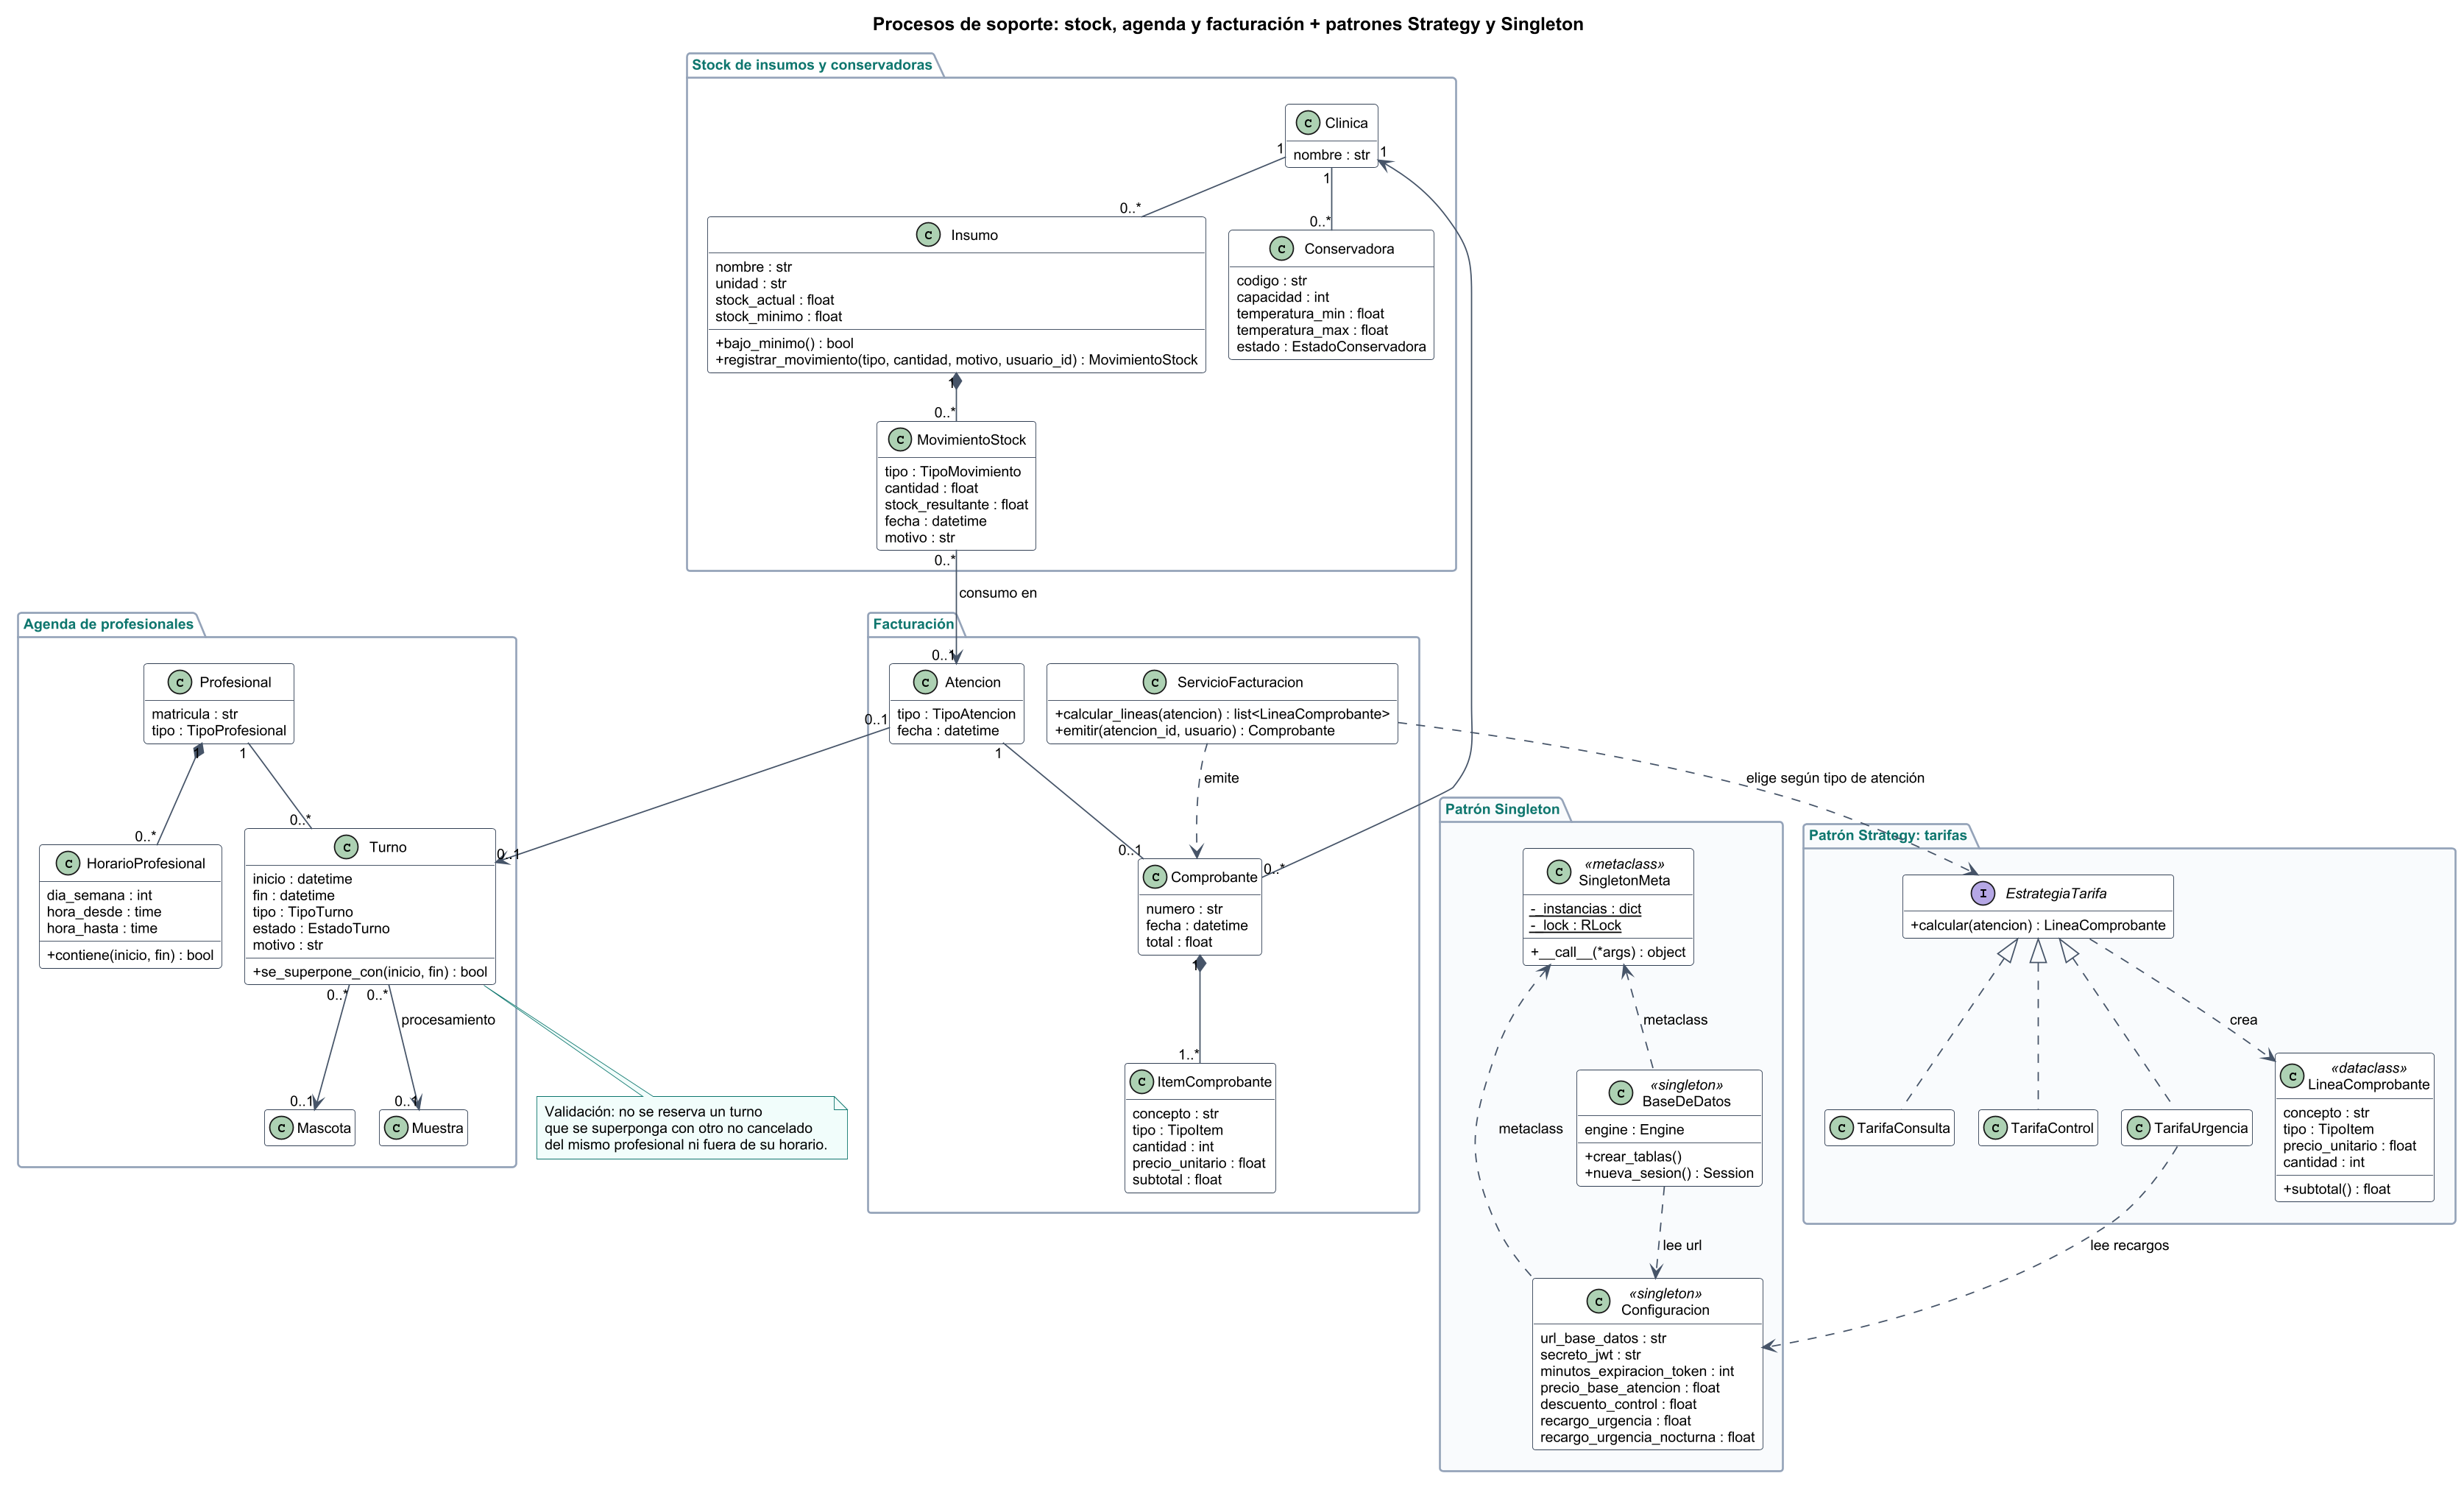 Procesos de soporte: stock, agenda y facturación + patrones Strategy y Singleton
Stock de insumos y conservadoras
C Clinica
nombre : str
1
1
1
0..*
0..*
C Insumo
nombre : str
unidad : str
stock_actual : float
stock_minimo : float
+bajo_minimo() : bool
+registrar_movimiento(tipo, cantidad, motivo, usuario_id) : MovimientoStock
C Conservadora
codigo : str
capacidad : int
temperatura_min : float
temperatura_max : float
estado : EstadoConservadora
1
0..*
C MovimientoStock
tipo : TipoMovimiento
cantidad : float
stock_resultante : float
fecha : datetime
motivo : str
0..*
consumo en
0..1
Agenda de profesionales
C Profesional
matricula : str
tipo : TipoProfesional
1
1
0..*
0..*
C HorarioProfesional
dia_semana : int
hora_desde : time
hora_hasta : time
+contiene(inicio, fin) : bool
C Turno
inicio : datetime
fin : datetime
tipo : TipoTurno
estado : EstadoTurno
motivo : str
+se_superpone_con(inicio, fin) : bool
0..1
0..*
0..*
procesamiento
0..1
0..1
C Mascota
C Muestra
Validación: no se reserva un turno
que se superponga con otro no cancelado
del mismo profesional ni fuera de su horario.
Facturación
C Atencion
tipo : TipoAtencion
fecha : datetime
0..1
1
C ServicioFacturacion
+calcular_lineas(atencion) : list<LineaComprobante>
+emitir(atencion_id, usuario) : Comprobante
emite
elige según tipo de atención
0..1
0..*
C Comprobante
numero : str
fecha : datetime
total : float
1
1..*
C ItemComprobante
concepto : str
tipo : TipoItem
cantidad : int
precio_unitario : float
subtotal : float
Patrón Singleton
C «metaclass»
SingletonMeta
-_instancias : dict
-_lock : RLock
+__call__(*args) : object
metaclass
metaclass
C «singleton»
BaseDeDatos
engine : Engine
+crear_tablas()
+nueva_sesion() : Session
lee url
C «singleton»
Configuracion
url_base_datos : str
secreto_jwt : str
minutos_expiracion_token : int
precio_base_atencion : float
descuento_control : float
recargo_urgencia : float
recargo_urgencia_nocturna : float
Patrón Strategy: tarifas
I EstrategiaTarifa
+calcular(atencion) : LineaComprobante
crea
C TarifaConsulta
C TarifaControl
C TarifaUrgencia
C «dataclass»
LineaComprobante
concepto : str
tipo : TipoItem
precio_unitario : float
cantidad : int
+subtotal() : float
lee recargos